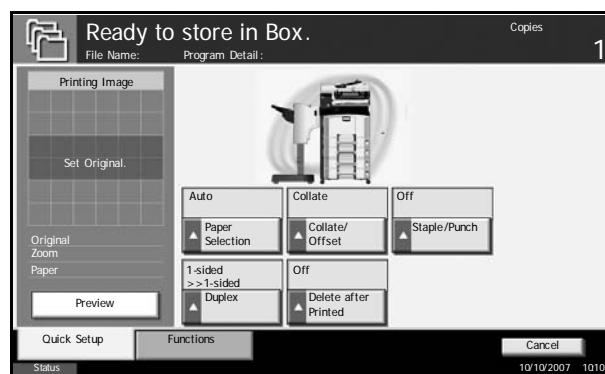 Ready to store in Box.
File Name: Program Detail :
Copies
1
Printing Image
Set Original.
Original
Zoom
Paper
Preview
Auto
Paper
Selection
Collate
Collate/
Offset
Off
Staple/Punch
1-sided
>>1-sided
Duplex
Off
Delete after
Printed
Quick Setup
Functions
Cancel
Status
10/10/2007 1010